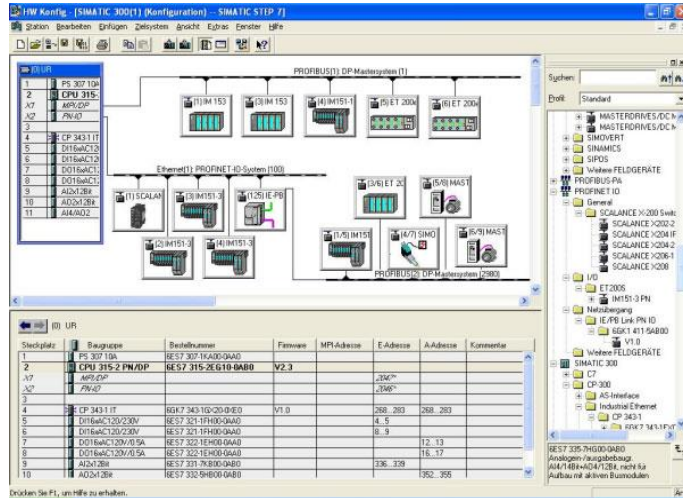 HW Konfig - [SIMATIC 300(1) (Konfiguration) -- SIMATIC STEP 7]
Station Bearbeiten Einfügen Zielsystem Ansicht Extras Fenster Hilfe
(0) UR
1 PS 307 10A
2 CPU 315-
X1 MPI/DP
X2 PN-IO
3
4 CP 343-1 IT
5 DI16xAC12
6 DI16xAC12
7 DO16xAC1
8 DO16xAC1
9 AI2x12Bit
10 AO2x12Bit
11 AI4/AO2
PROFIBUS(1): DP-Mastersystem (1)
(1) IM 153
(3) IM 153
(4) IM151-1
(5) ET 200
(6) ET 200
Ethernet(1): PROFINET-IO-System (100)
(1) SCALAN
(3) IM151-3
(125) IE-PB
(2) IM151-3
(4) IM151-3
(3/6) ET 20
(5/8) MAST
(1/5) IM151
(4/7) SIMO
(6/9) MAST
PROFIBUS(2): DP-Mastersystem (2980)
Suchen:
Profil: Standard
MASTERDRIVES/DC M
MASTERDRIVES/DC M
SIMOVERT
SINAMICS
SIPOS
Weitere FELDGERÄTE
PROFIBUS-PA
PROFINET IO
General
SCALANCE X-200 Switc
SCALANCE X202-2
SCALANCE X204 IF
SCALANCE X204-2
SCALANCE X206-1
SCALANCE X208
I/O
ET200S
IM151-3 PN
Netzübergang
IE/PB Link PN IO
6GK1 411-5AB00
V1.0
Weitere FELDGERÄTE
SIMATIC 300
C7
CP-300
AS-Interface
Industrial Ethernet
CP 343-1
6GK7 343-1EX
6ES7 335-7HG00-0AB0
Analogein-/ausgabebaugr.
AI4/14Bit+AO4/12Bit, nicht für
Aufbau mit aktiven Busmodulen
(0) UR
Steckplatz Baugruppe Bestellnummer Firmware MPI-Adresse E-Adresse A-Adresse Kommentar
1 PS 307 10A 6ES7 307-1KA00-0AA0
2 CPU 315-2 PN/DP 6ES7 315-2EG10-0AB0 V2.3
X1 MPI/DP 2047*
X2 PN-IO 2046*
3
4 CP 343-1 IT 6GK7 343-1GX20-0XE0 V1.0 268...283 268...283
5 DI16xAC120/230V 6ES7 321-1FH00-0AA0 4...5
6 DI16xAC120/230V 6ES7 321-1FH00-0AA0 8...9
7 DO16xAC120V/0.5A 6ES7 322-1EH00-0AA0 12...13
8 DO16xAC120V/0.5A 6ES7 322-1EH00-0AA0 16...17
9 AI2x12Bit 6ES7 331-7KB00-0AB0 336...339
10 AO2x12Bit 6ES7 332-5HB00-0AB0 352...355
Drücken Sie F1, um Hilfe zu erhalten.